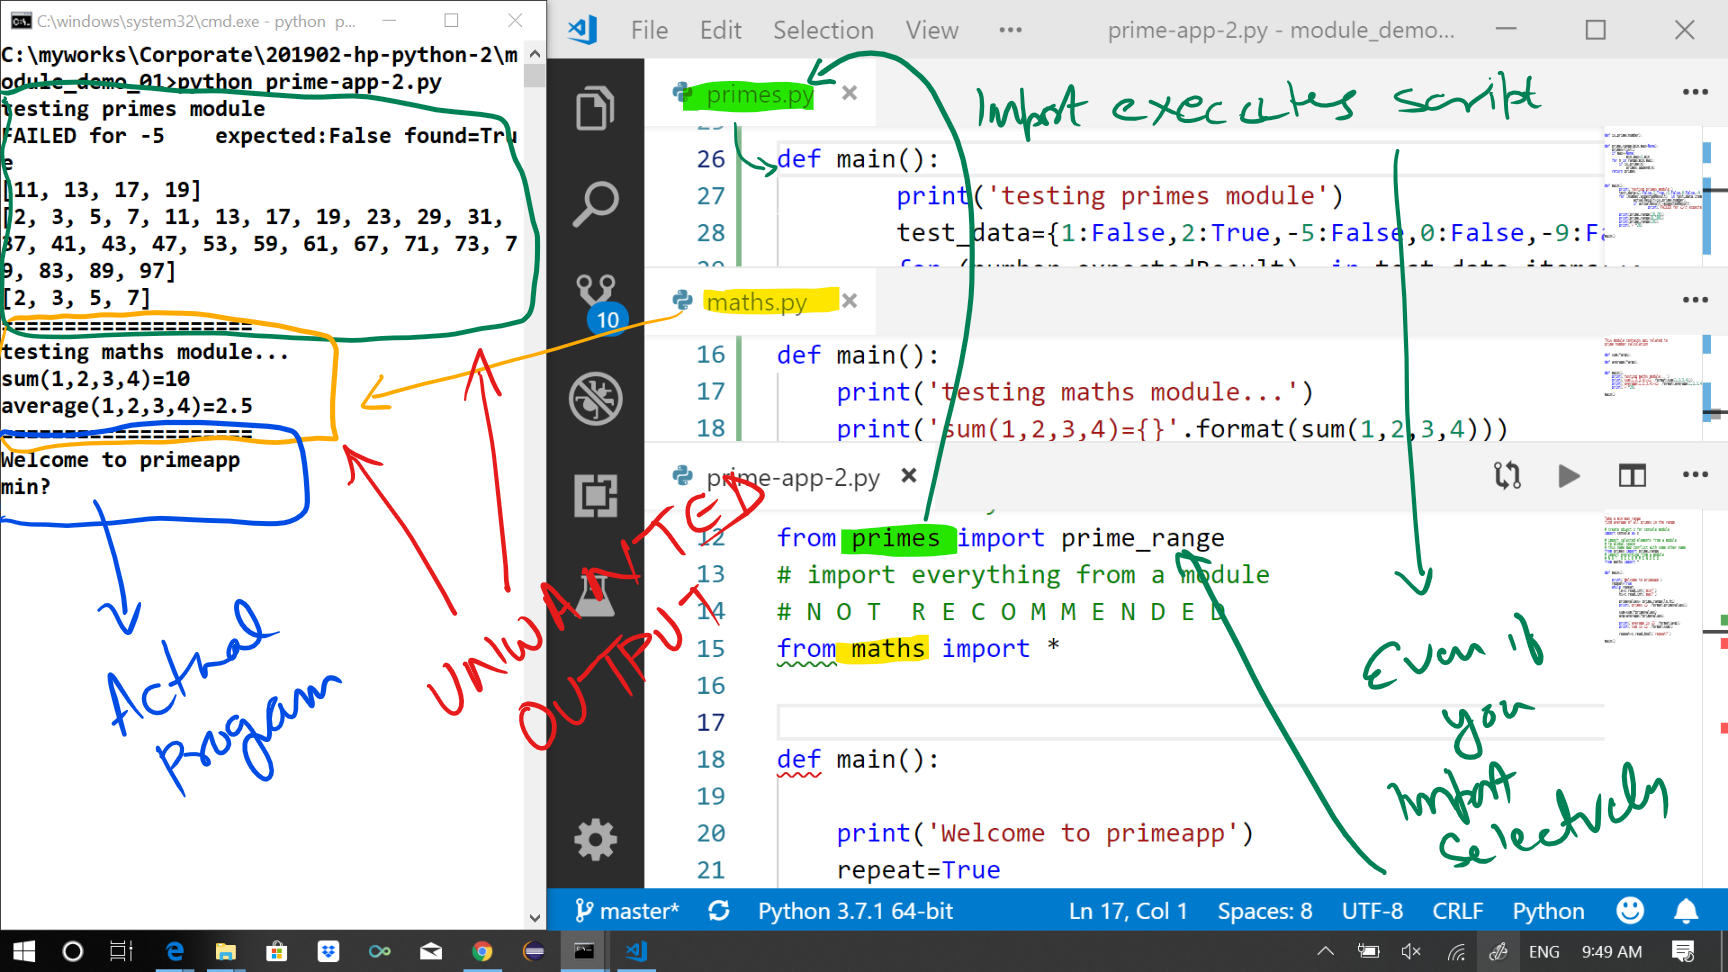 C:\windows\system32\cmd.exe - python  p...
C:\myworks\Corporate\201902-hp-python-2\m
odule_demo_01>python prime-app-2.py
testing primes module
FAILED for -5    expected:False found=Tru
e
[11, 13, 17, 19]
[2, 3, 5, 7, 11, 13, 17, 19, 23, 29, 31,
37, 41, 43, 47, 53, 59, 61, 67, 71, 73, 7
9, 83, 89, 97]
[2, 3, 5, 7]
====================
testing maths module...
sum(1,2,3,4)=10
average(1,2,3,4)=2.5
====================
Welcome to primeapp
min?
Actual
Program
UNWANTED
OUTPUT
File Edit Selection View ... prime-app-2.py - module_demo...
primes.py
Import executes script
26 def main():
27 print('testing primes module')
28 test_data={1:False,2:True,-5:False,0:False,-9:Fa
maths.py
16 def main():
17 print('testing maths module...')
18 print('sum(1,2,3,4)={}'.format(sum(1,2,3,4)))
10
prime-app-2.py
12 from primes import prime_range
13 # import everything from a module
14 # N O T  R E C O M M E N D E D
15 from maths import *
16
17
18 def main():
19
20 print('Welcome to primeapp')
21 repeat=True
Even if
you
import
selectively
master* Python 3.7.1 64-bit Ln 17, Col 1 Spaces: 8 UTF-8 CRLF Python
ENG 9:49 AM